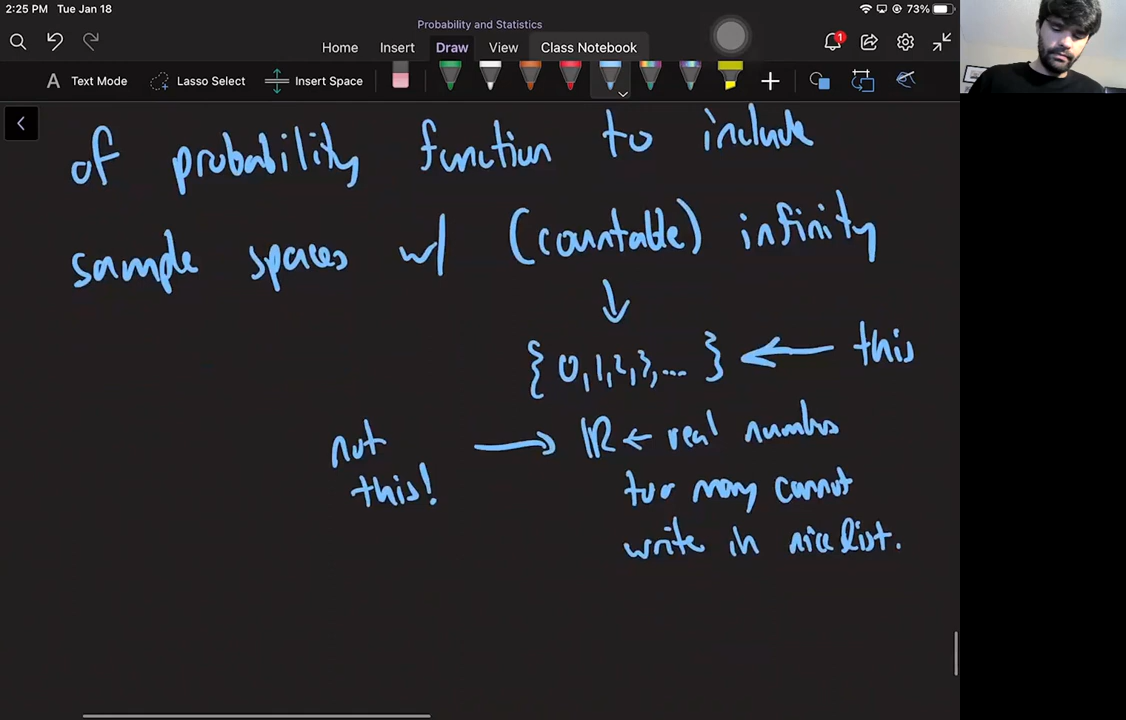 2:25 PM Tue Jan 18
73%
Probability and Statistics
Home Insert Draw View Class Notebook
1
Text Mode Lasso Select Insert Space
of probability function to include
sample spaces w/ (countable) infinity
{0,1,2,3,...} ← this
not → ℝ ← real numbers
this! too many cannot
write in nice list.